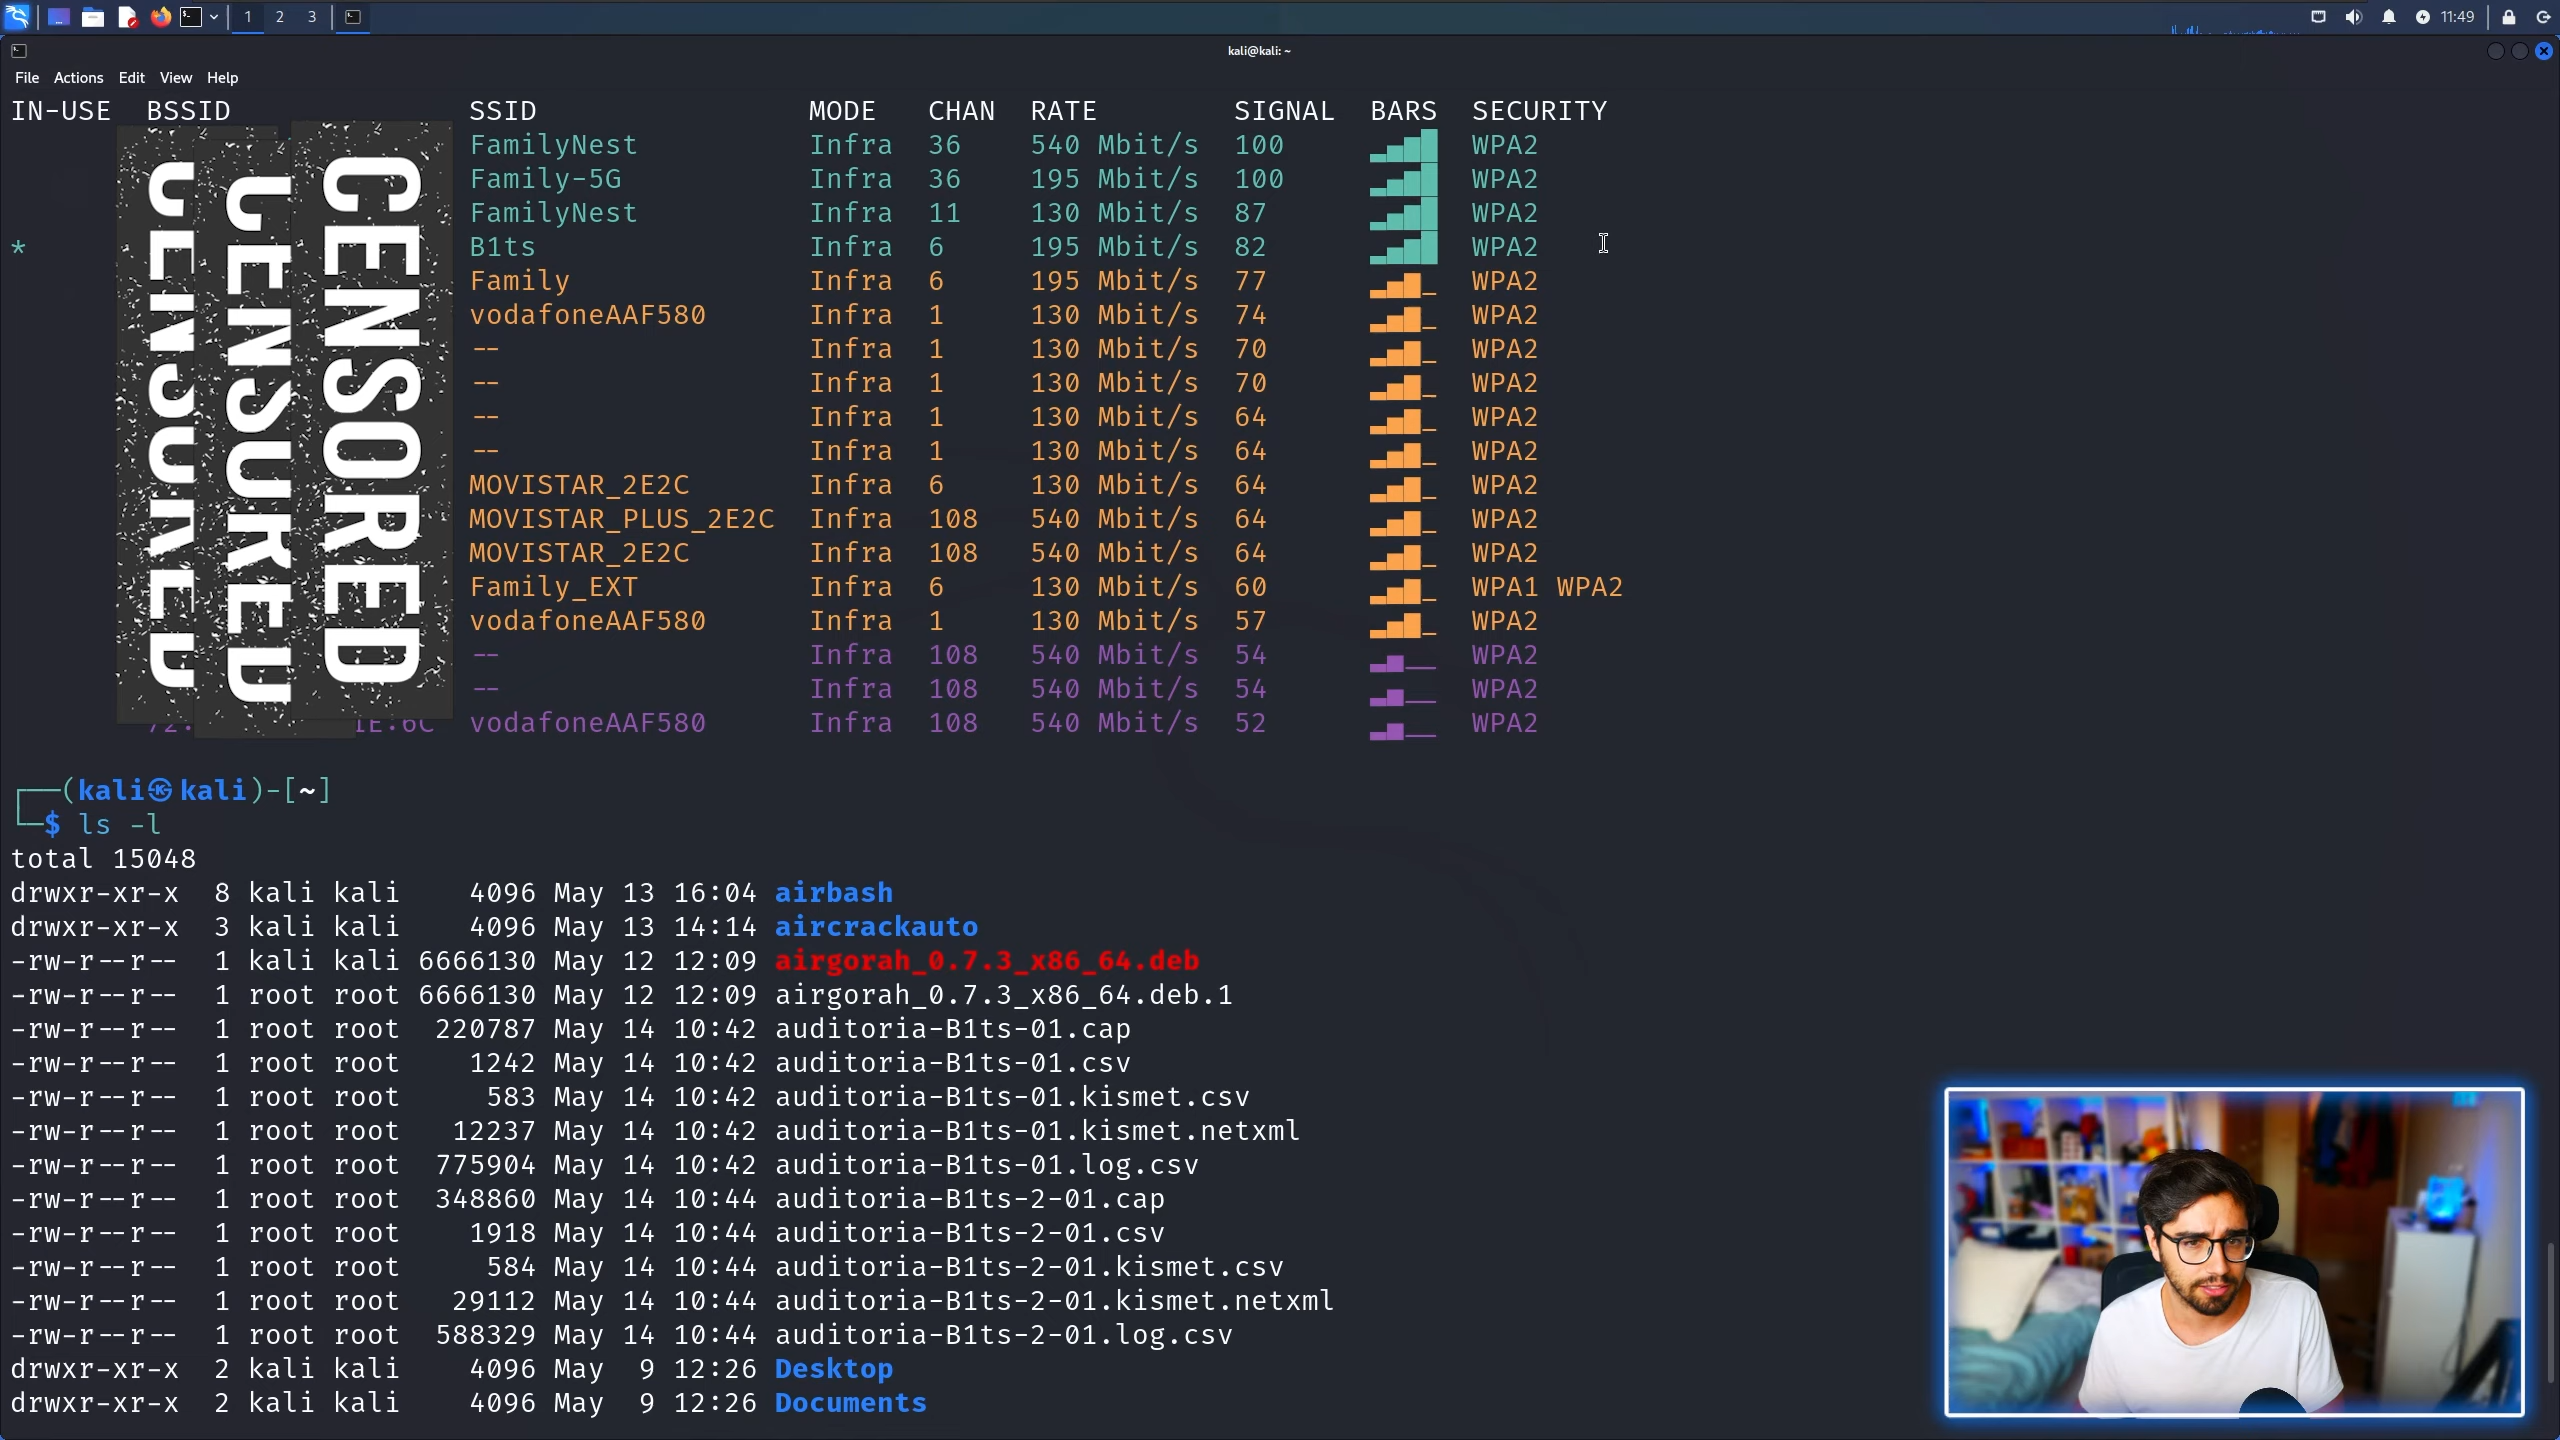 1 2 3 11:49
kali@kali: ~
File Actions Edit View Help
IN-USE BSSID SSID MODE CHAN RATE SIGNAL BARS SECURITY
FamilyNest Infra 36 540 Mbit/s 100 WPA2
Family-5G Infra 36 195 Mbit/s 100 WPA2
FamilyNest Infra 11 130 Mbit/s 87 WPA2
* B1ts Infra 6 195 Mbit/s 82 WPA2
Family Infra 6 195 Mbit/s 77 WPA2
vodafoneAAF580 Infra 1 130 Mbit/s 74 WPA2
-- Infra 1 130 Mbit/s 70 WPA2
-- Infra 1 130 Mbit/s 70 WPA2
-- Infra 1 130 Mbit/s 64 WPA2
-- Infra 1 130 Mbit/s 64 WPA2
MOVISTAR_2E2C Infra 6 130 Mbit/s 64 WPA2
MOVISTAR_PLUS_2E2C Infra 108 540 Mbit/s 64 WPA2
MOVISTAR_2E2C Infra 108 540 Mbit/s 64 WPA2
Family_EXT Infra 6 130 Mbit/s 60 WPA1 WPA2
vodafoneAAF580 Infra 1 130 Mbit/s 57 WPA2
-- Infra 108 540 Mbit/s 54 WPA2
-- Infra 108 540 Mbit/s 54 WPA2
vodafoneAAF580 Infra 108 540 Mbit/s 52 WPA2
CENSORED
CENSORED
CENSORED
┌──(kali㉿kali)-[~]
└─$ ls -l
total 15048
drwxr-xr-x 8 kali kali 4096 May 13 16:04 airbash
drwxr-xr-x 3 kali kali 4096 May 13 14:14 aircrackauto
-rw-r--r-- 1 kali kali 6666130 May 12 12:09 airgorah_0.7.3_x86_64.deb
-rw-r--r-- 1 root root 6666130 May 12 12:09 airgorah_0.7.3_x86_64.deb.1
-rw-r--r-- 1 root root 220787 May 14 10:42 auditoria-B1ts-01.cap
-rw-r--r-- 1 root root 1242 May 14 10:42 auditoria-B1ts-01.csv
-rw-r--r-- 1 root root 583 May 14 10:42 auditoria-B1ts-01.kismet.csv
-rw-r--r-- 1 root root 12237 May 14 10:42 auditoria-B1ts-01.kismet.netxml
-rw-r--r-- 1 root root 775904 May 14 10:42 auditoria-B1ts-01.log.csv
-rw-r--r-- 1 root root 348860 May 14 10:44 auditoria-B1ts-2-01.cap
-rw-r--r-- 1 root root 1918 May 14 10:44 auditoria-B1ts-2-01.csv
-rw-r--r-- 1 root root 584 May 14 10:44 auditoria-B1ts-2-01.kismet.csv
-rw-r--r-- 1 root root 29112 May 14 10:44 auditoria-B1ts-2-01.kismet.netxml
-rw-r--r-- 1 root root 588329 May 14 10:44 auditoria-B1ts-2-01.log.csv
drwxr-xr-x 2 kali kali 4096 May 9 12:26 Desktop
drwxr-xr-x 2 kali kali 4096 May 9 12:26 Documents